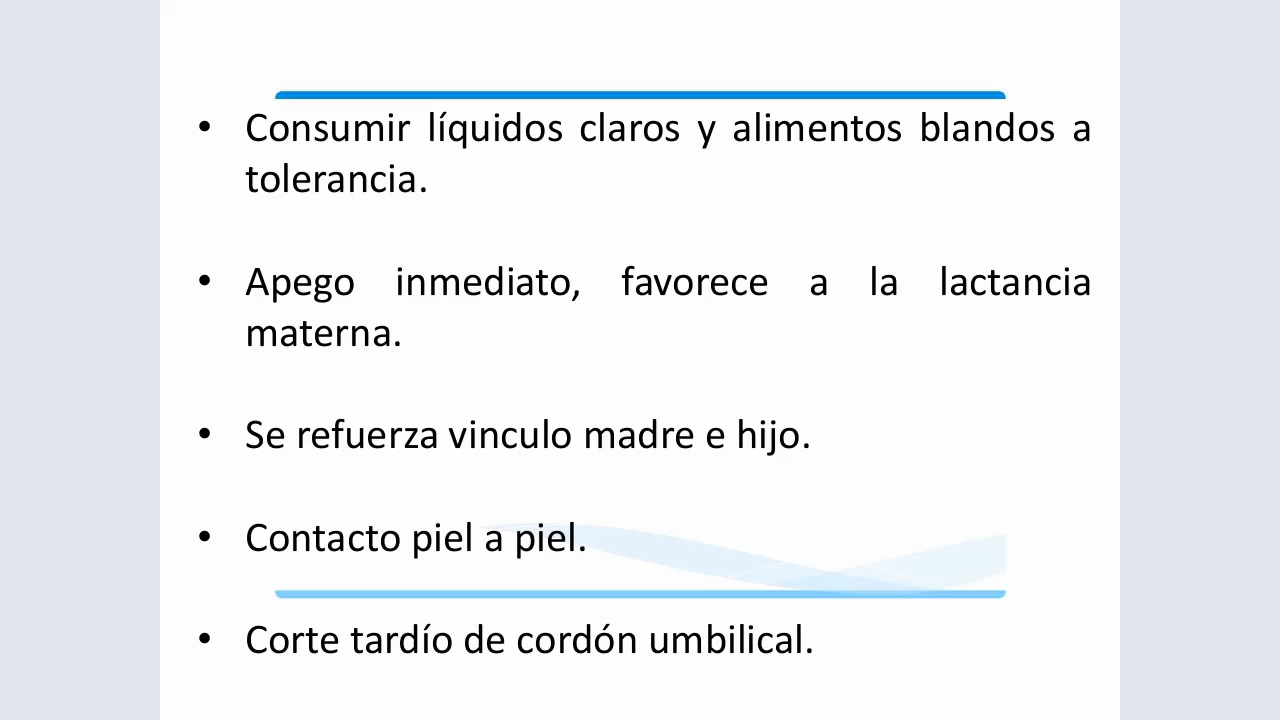 • Consumir líquidos claros y alimentos blandos a
tolerancia.
• Apego inmediato, favorece a la lactancia
materna.
• Se refuerza vinculo madre e hijo.
• Contacto piel a piel.
• Corte tardío de cordón umbilical.